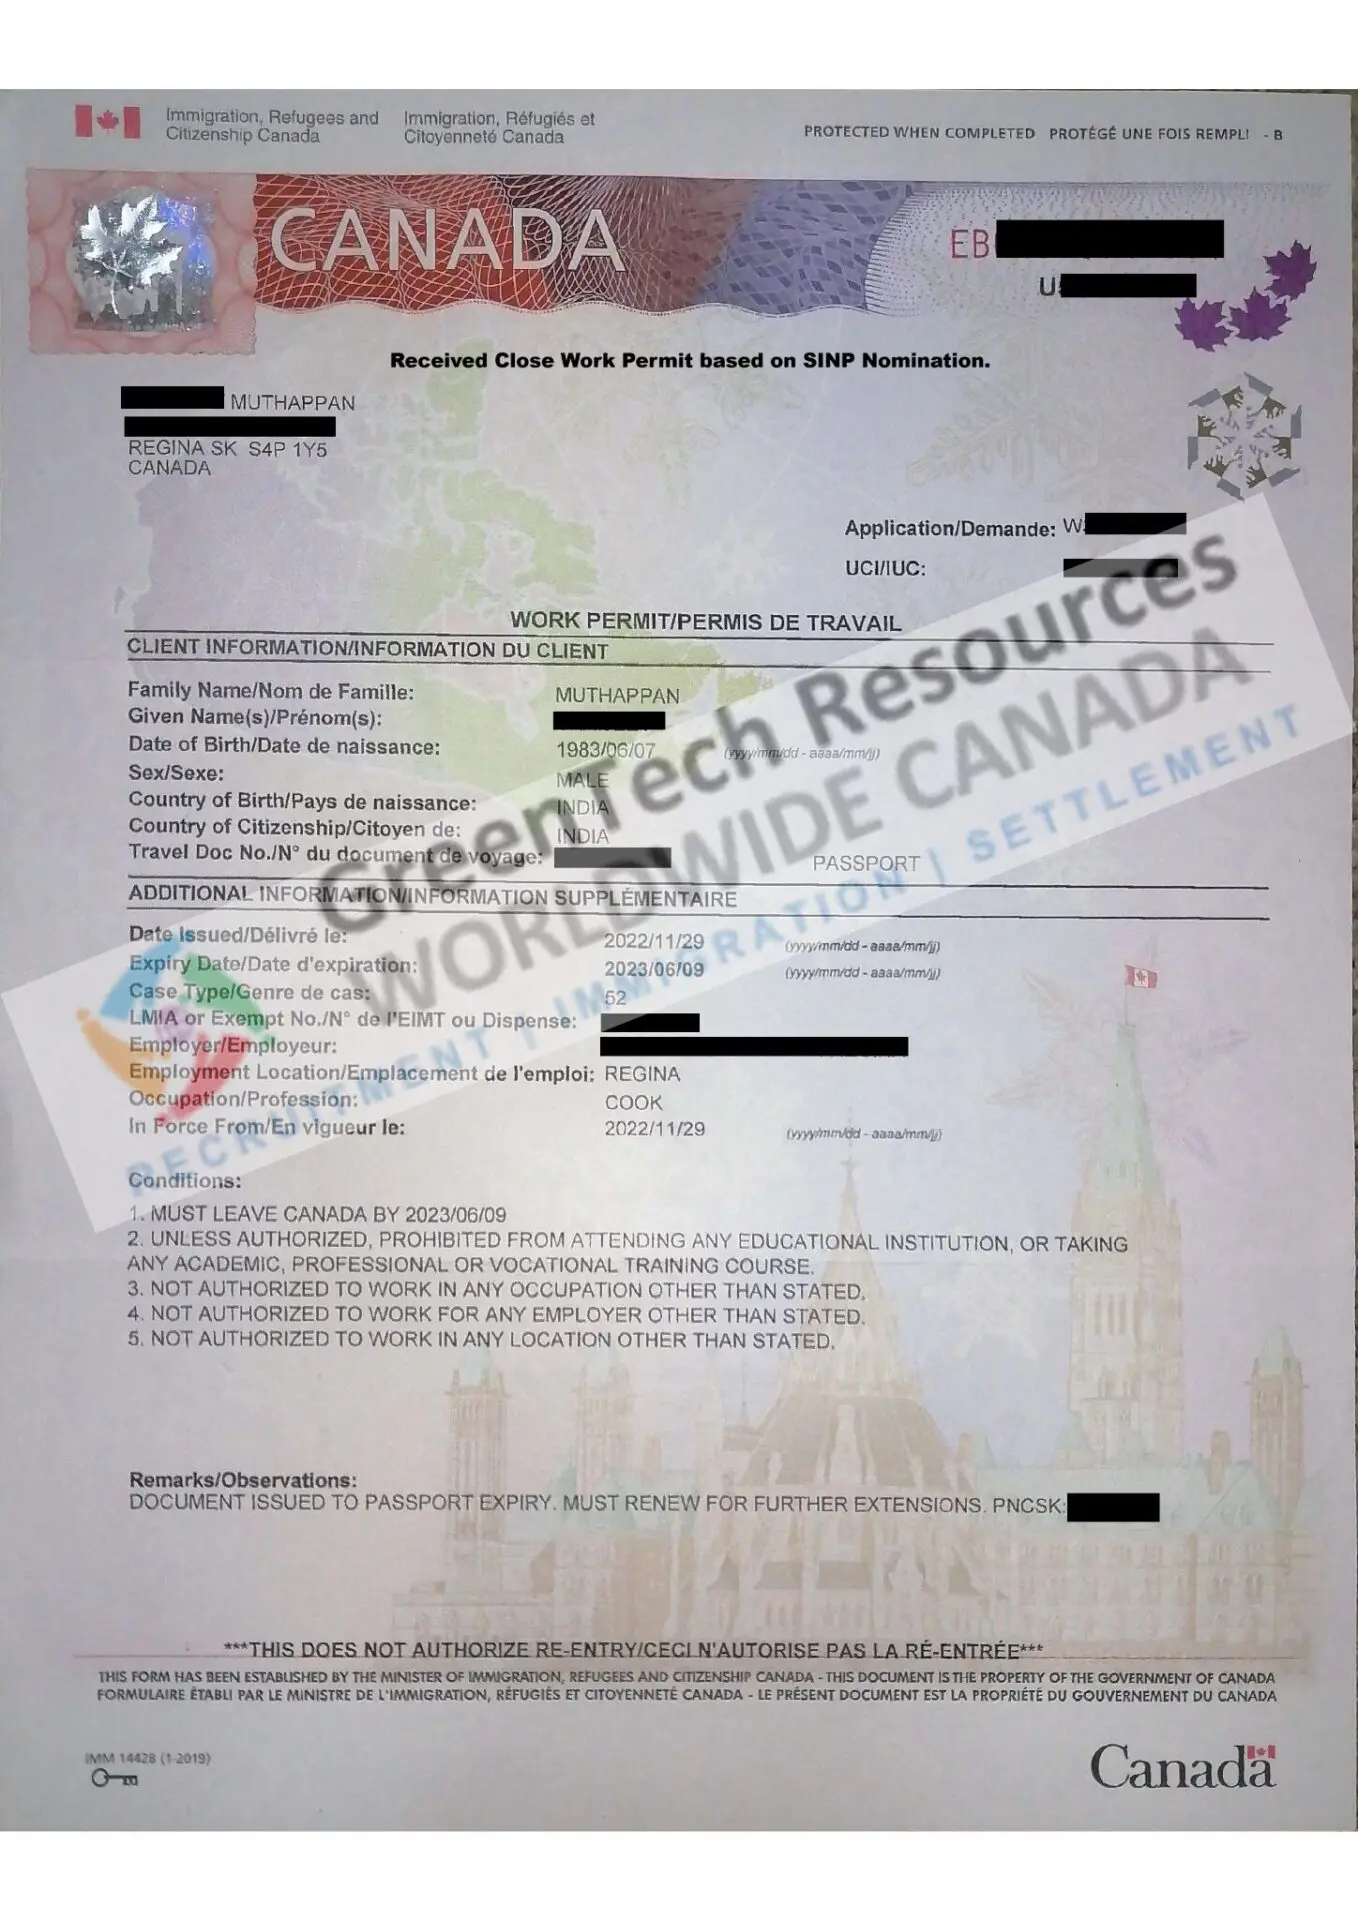 Immigration, Refugees and Citizenship Canada
Immigration, Réfugiés et Citoyenneté Canada
PROTECTED WHEN COMPLETED PROTÉGÉ UNE FOIS REMPLI - B
CANADA
EB
U
Received Close Work Permit based on SINP Nomination.
MUTHAPPAN
REGINA SK S4P 1Y5
CANADA
Application/Demande: W
UCI/IUC:
WORK PERMIT/PERMIS DE TRAVAIL
CLIENT INFORMATION/INFORMATION DU CLIENT
Family Name/Nom de Famille: MUTHAPPAN
Given Name(s)/Prénom(s):
Date of Birth/Date de naissance: 1983/06/07 (yyyy/mm/dd - aaaa/mm/jj)
Sex/Sexe: MALE
Country of Birth/Pays de naissance: INDIA
Country of Citizenship/Citoyen de: INDIA
Travel Doc No./N° du document de voyage: PASSPORT
ADDITIONAL INFORMATION/INFORMATION SUPPLÉMENTAIRE
Date Issued/Délivré le: 2022/11/29 (yyyy/mm/dd - aaaa/mm/jj)
Expiry Date/Date d'expiration: 2023/06/09 (yyyy/mm/dd - aaaa/mm/jj)
Case Type/Genre de cas: 52
LMIA or Exempt No./N° de l'EIMT ou Dispense:
Employer/Employeur:
Employment Location/Emplacement de l'emploi: REGINA
Occupation/Profession: COOK
In Force From/En vigueur le: 2022/11/29 (yyyy/mm/dd - aaaa/mm/jj)
GreenTech Resources
WORLDWIDE CANADA
RECRUITMENT | IMMIGRATION | SETTLEMENT
Conditions:
1. MUST LEAVE CANADA BY 2023/06/09
2. UNLESS AUTHORIZED, PROHIBITED FROM ATTENDING ANY EDUCATIONAL INSTITUTION, OR TAKING
ANY ACADEMIC, PROFESSIONAL OR VOCATIONAL TRAINING COURSE.
3. NOT AUTHORIZED TO WORK IN ANY OCCUPATION OTHER THAN STATED.
4. NOT AUTHORIZED TO WORK FOR ANY EMPLOYER OTHER THAN STATED.
5. NOT AUTHORIZED TO WORK IN ANY LOCATION OTHER THAN STATED.
Remarks/Observations:
DOCUMENT ISSUED TO PASSPORT EXPIRY. MUST RENEW FOR FURTHER EXTENSIONS. PNCSK:
***THIS DOES NOT AUTHORIZE RE-ENTRY/CECI N'AUTORISE PAS LA RÉ-ENTRÉE***
THIS FORM HAS BEEN ESTABLISHED BY THE MINISTER OF IMMIGRATION, REFUGEES AND CITIZENSHIP CANADA - THIS DOCUMENT IS THE PROPERTY OF THE GOVERNMENT OF CANADA
FORMULAIRE ÉTABLI PAR LE MINISTRE DE L'IMMIGRATION, RÉFUGIÉS ET CITOYENNETÉ CANADA - LE PRÉSENT DOCUMENT EST LA PROPRIÉTÉ DU GOUVERNEMENT DU CANADA
IMM 14428 (1-2019)
Canada